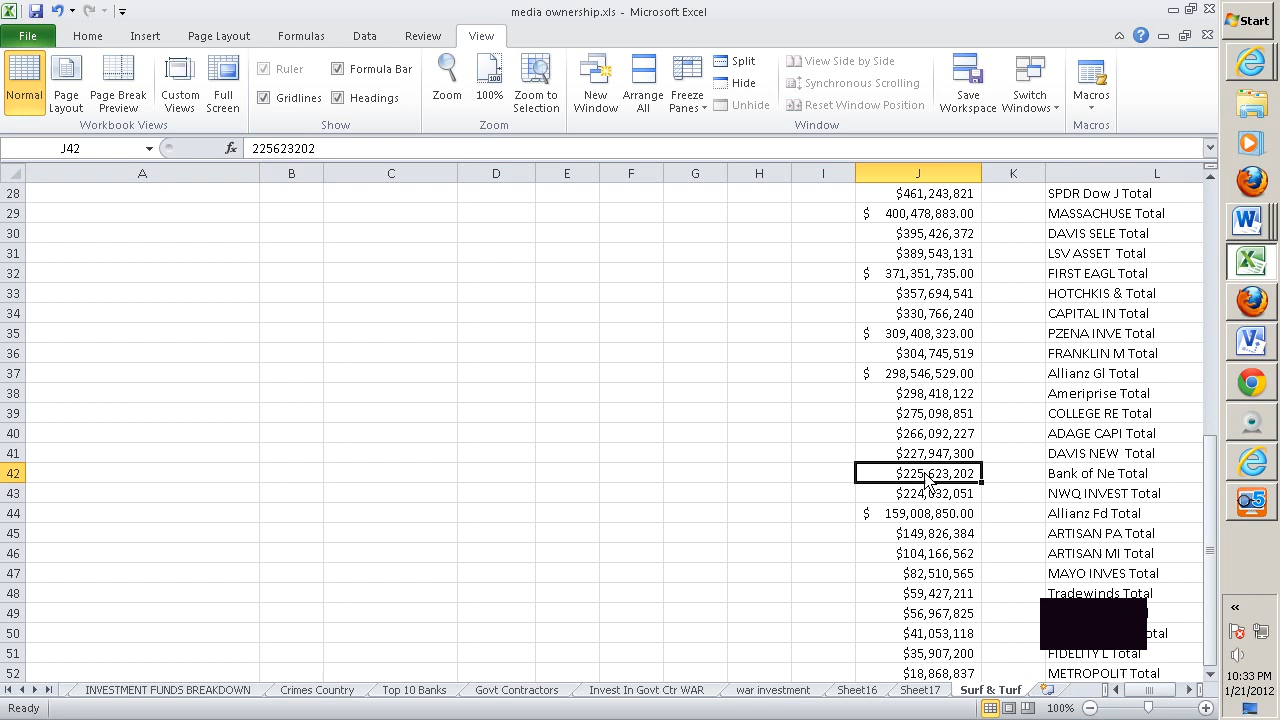 media ownership.xls - Microsoft Excel
File Home Insert Page Layout Formulas Data Review View
Normal Page Layout Page Break Preview Custom Views Full Screen
Workbook Views
Ruler Formula Bar
Gridlines Headings
Show
Zoom 100% Zoom to Selection
Zoom
New Window Arrange All Freeze Panes
Split
Hide
Unhide
View Side by Side
Synchronous Scrolling
Reset Window Position
Save Workspace Switch Windows
Window
Macros
Macros
J42 fx 225623202
A B C D E F G H I J K L
28 $461,243,821 SPDR Dow J Total
29 $ 400,478,883.00 MASSACHUSE Total
30 $395,426,372 DAVIS SELE Total
31 $389,543,131 LSV ASSET Total
32 $ 371,351,735.00 FIRST EAGL Total
33 $357,694,541 HOTCHKIS & Total
34 $330,766,240 CAPITAL IN Total
35 $ 309,408,323.00 PZENA INVE Total
36 $304,745,519 FRANKLIN M Total
37 $ 298,546,529.00 Allianz Gl Total
38 $298,418,122 Ameriprise Total
39 $275,098,851 COLLEGE RE Total
40 $266,092,227 ADAGE CAPI Total
41 $227,947,300 DAVIS NEW Total
42 $225,623,202 Bank of Ne Total
43 NWQ INVEST Total
44 $ 159,008,850.00 Allianz Fd Total
45 $149,826,384 ARTISAN PA Total
46 $104,166,562 ARTISAN MI Total
47 $82,510,565 MAYO INVES Total
48 $59,427,211 Tradewinds Total
49 $56,967,825
50 $41,053,118
51 $35,907,200 FIDELITY L Total
52 $18,868,837 METROPOLIT Total
INVESTMENT FUNDS BREAKDOWN Crimes Country Top 10 Banks Govt Contractors Invest In Govt Ctr WAR war investment Sheet16 Sheet17 Surf & Turf
Ready 100%
Start
10:33 PM
1/21/2012